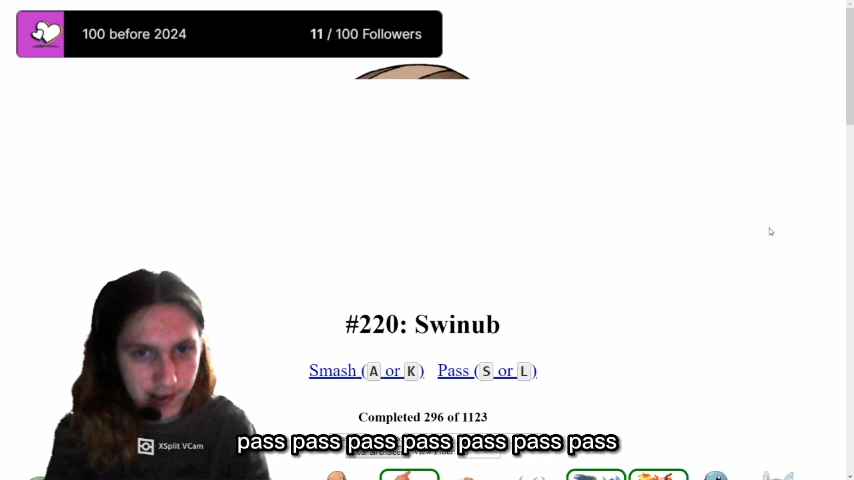 100 before 2024
11 / 100 Followers
#220: Swinub
Smash (A or K) Pass (S or L)
Completed 296 of 1123
XSplit VCam
pass pass pass pass pass pass pass